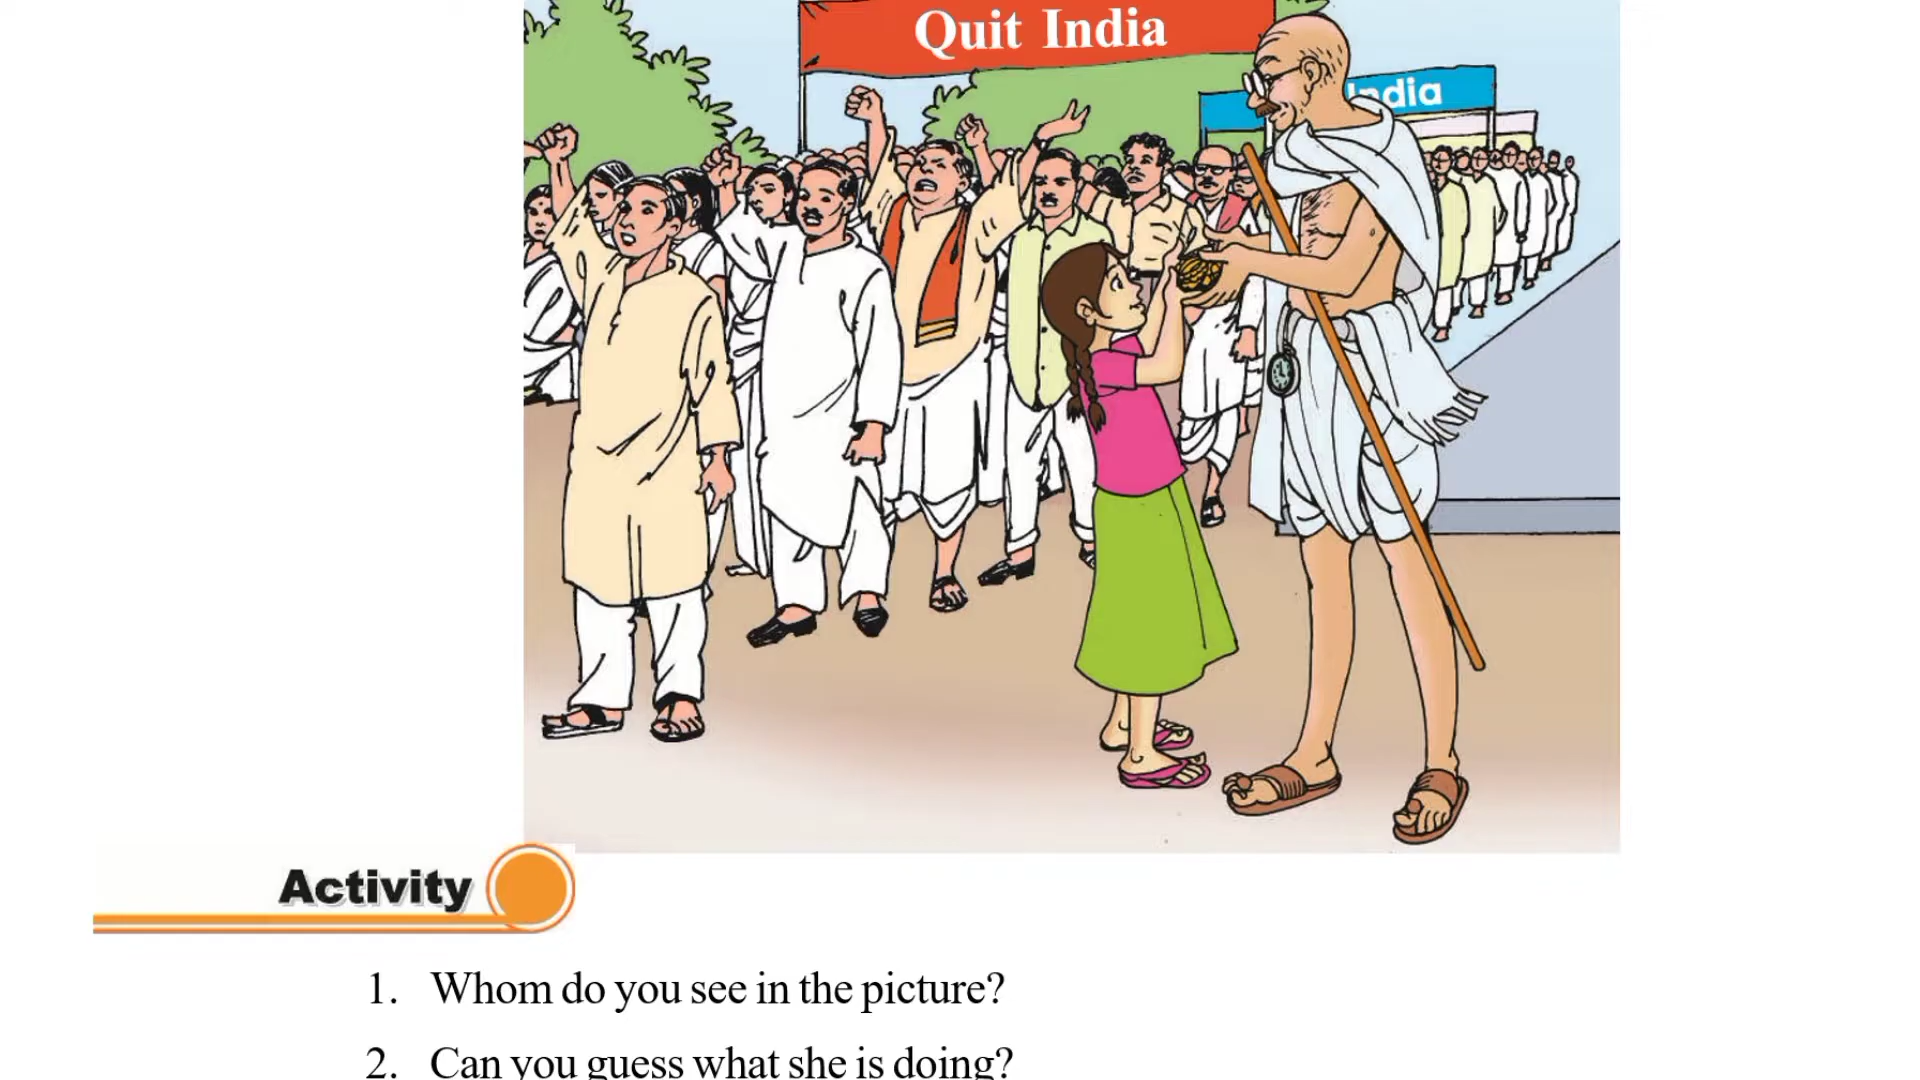 Quit India
India
Activity
1. Whom do you see in the picture?
2. Can you guess what she is doing?